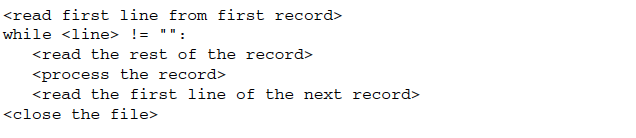 <read first line from first record>
while <line> != "":
   <read the rest of the record>
   <process the record>
   <read the first line of the next record>
<close the file>